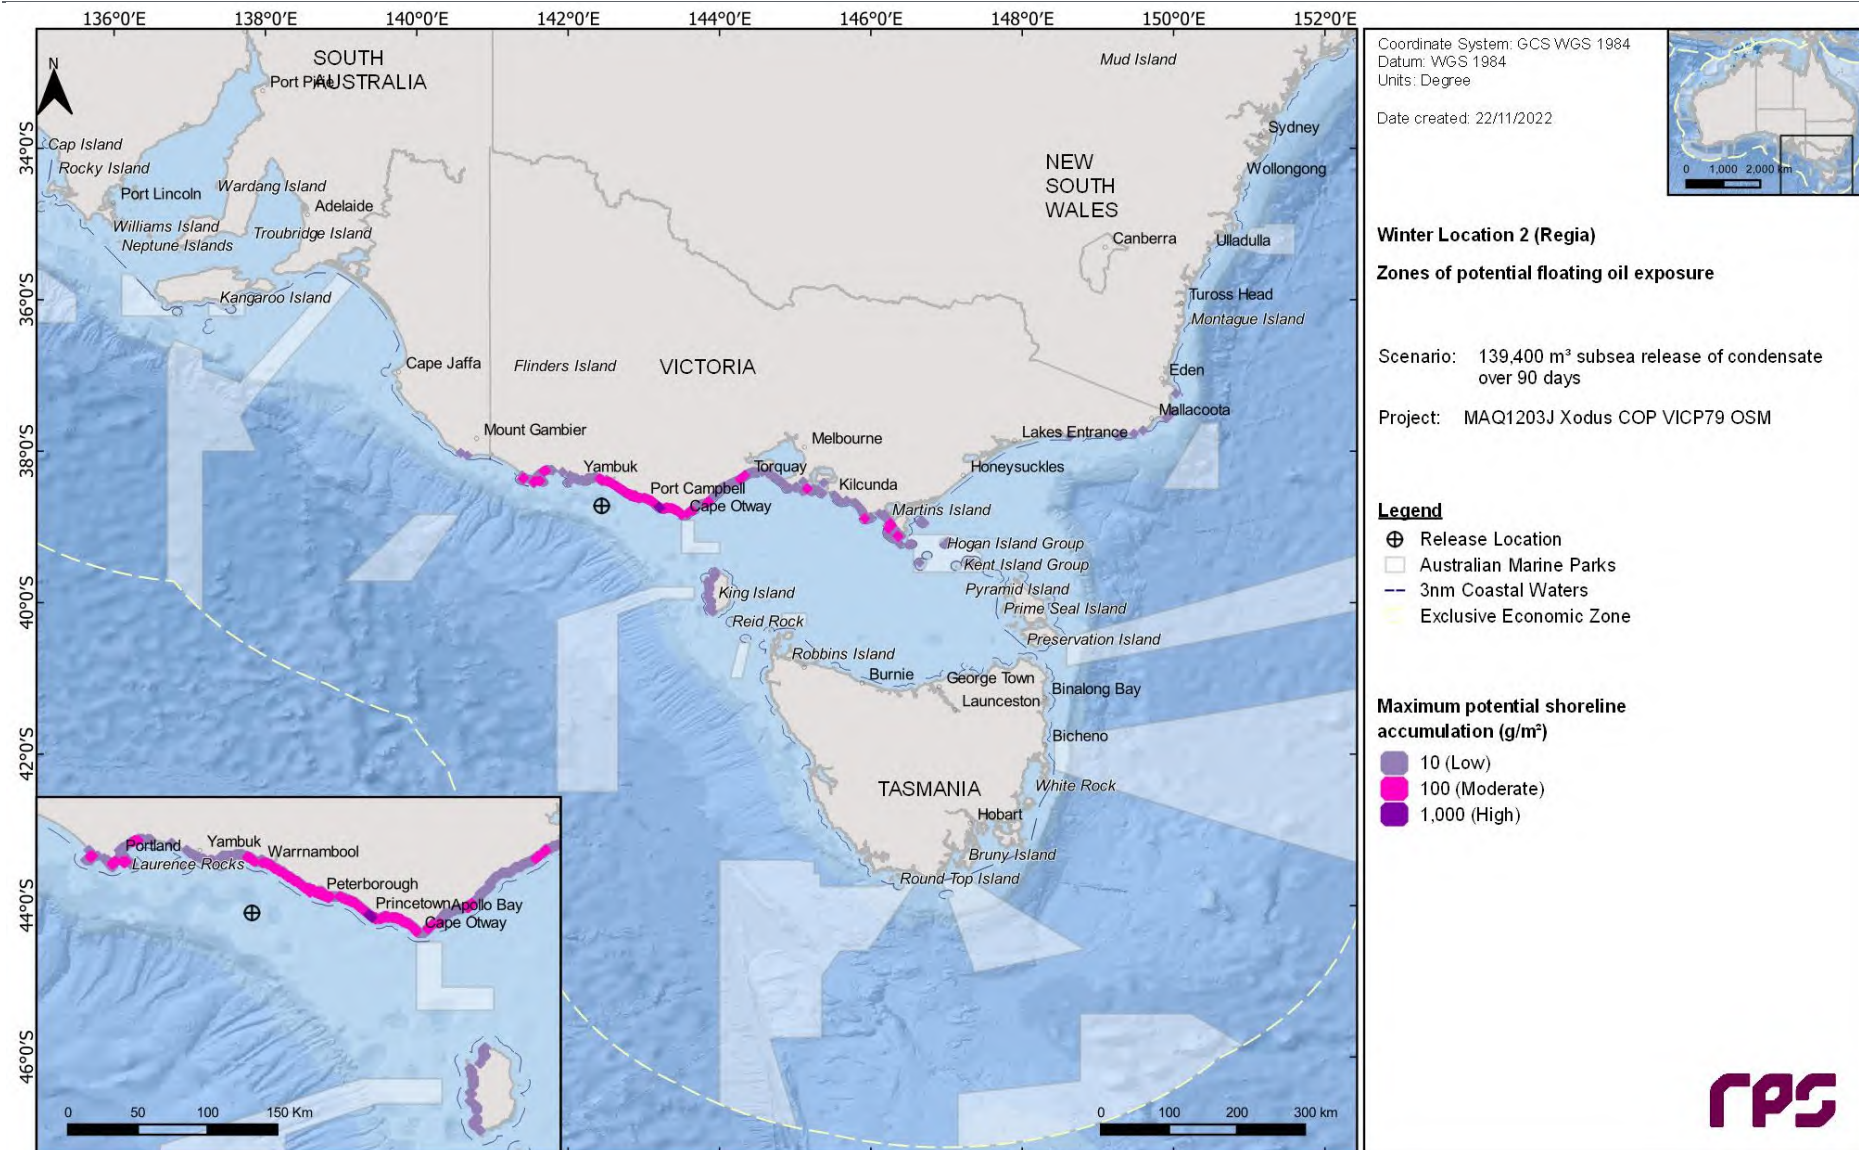 136°0'E 138°0'E 140°0'E 142°0'E 144°0'E 146°0'E 148°0'E 150°0'E 152°0'E
34°0'S
36°0'S
38°0'S
40°0'S
42°0'S
44°0'S
46°0'S
N
SOUTH
AUSTRALIA
Port Pirie
Mud Island
Cap Island
Rocky Island
Port Lincoln
Wardang Island
Adelaide
Williams Island
Neptune Islands
Troubridge Island
Kangaroo Island
Sydney
Wollongong
NEW
SOUTH
WALES
Canberra
Ulladulla
Tuross Head
Montague Island
Cape Jaffa
Flinders Island
VICTORIA
Eden
Mallacoota
Mount Gambier
Melbourne
Lakes Entrance
Yambuk
Torquay
Honeysuckles
Port Campbell
Kilcunda
Cape Otway
Martins Island
Hogan Island Group
Kent Island Group
King Island
Pyramid Island
Prime Seal Island
Reid Rock
Preservation Island
Robbins Island
Burnie
George Town
Binalong Bay
Launceston
Bicheno
TASMANIA
White Rock
Hobart
Bruny Island
Round Top Island
0 100 200 300 km
Portland
Yambuk
Warrnambool
Laurence Rocks
Peterborough
Princetown
Apollo Bay
Cape Otway
0 50 100 150 Km
Coordinate System: GCS WGS 1984
Datum: WGS 1984
Units: Degree
Date created: 22/11/2022
0 1,000 2,000 km
Winter Location 2 (Regia)
Zones of potential floating oil exposure
Scenario: 139,400 m³ subsea release of condensate
over 90 days
Project: MAQ1203J Xodus COP VICP79 OSM
Legend
Release Location
Australian Marine Parks
3nm Coastal Waters
Exclusive Economic Zone
Maximum potential shoreline
accumulation (g/m²)
10 (Low)
100 (Moderate)
1,000 (High)
rps